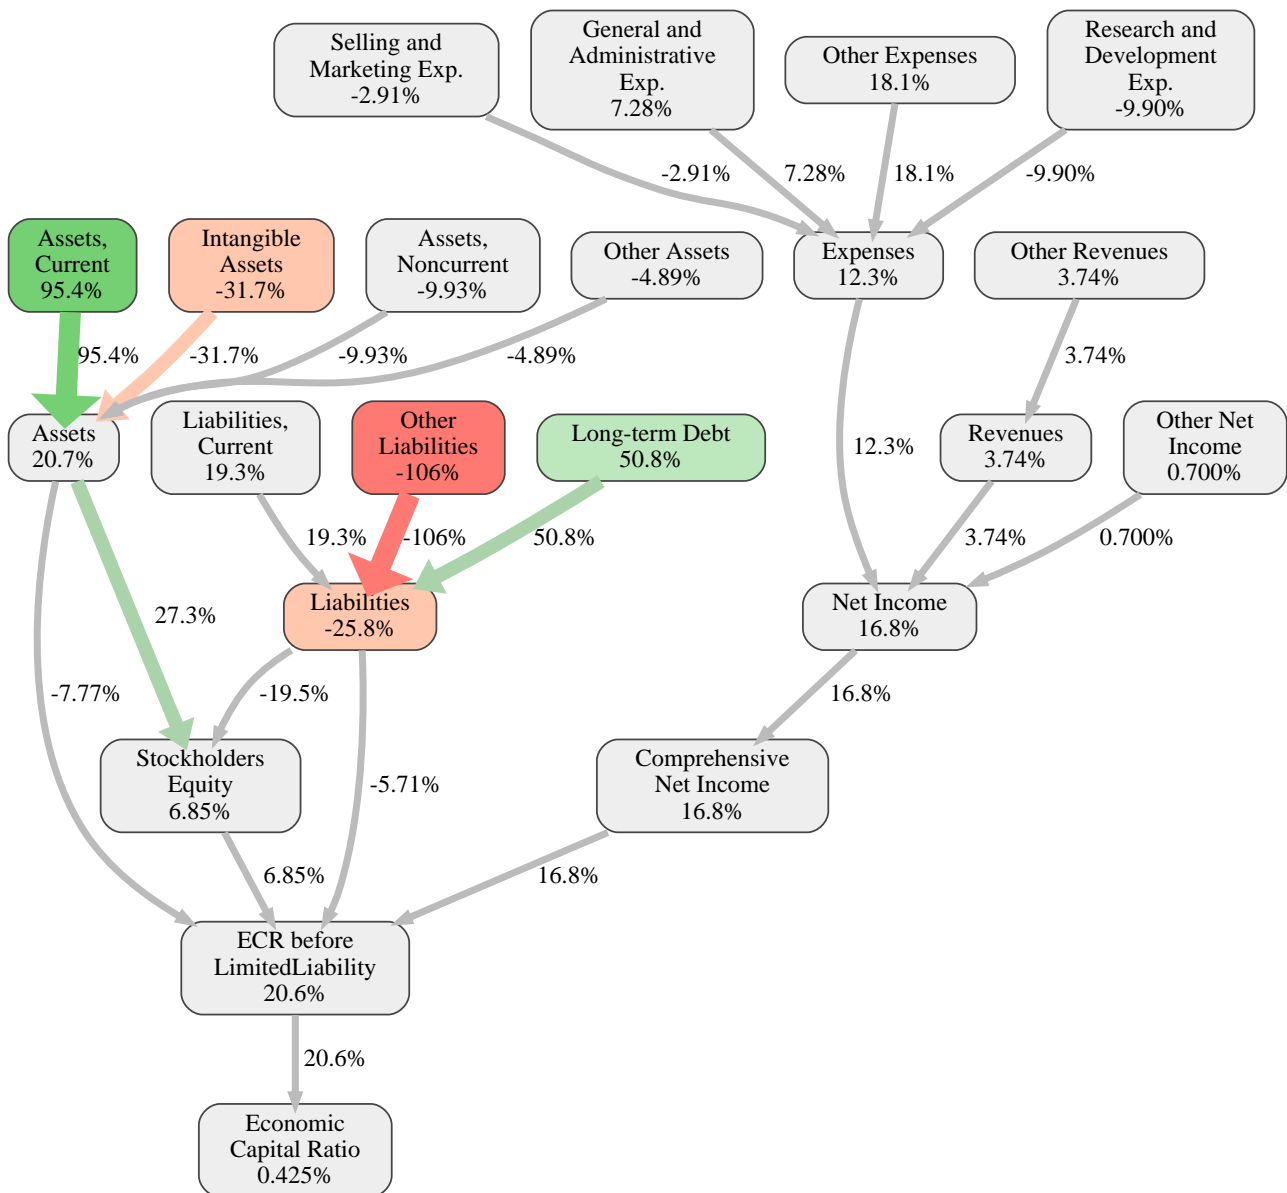 Selling and
Marketing Exp.
-2.91%
General and
Administrative
Exp.
7.28%
Other Expenses
18.1%
Research and
Development
Exp.
-9.90%
-2.91%
7.28%
18.1%
-9.90%
Assets,
Current
95.4%
Intangible
Assets
-31.7%
Assets,
Noncurrent
-9.93%
Other Assets
-4.89%
Expenses
12.3%
Other Revenues
3.74%
95.4%
-31.7%
-9.93%
-4.89%
3.74%
Assets
20.7%
Liabilities,
Current
19.3%
Other
Liabilities
-106%
Long-term Debt
50.8%
12.3%
Revenues
3.74%
Other Net
Income
0.700%
19.3%
-106%
50.8%
3.74%
0.700%
27.3%
Liabilities
-25.8%
Net Income
16.8%
-7.77%
-19.5%
16.8%
Stockholders
Equity
6.85%
-5.71%
Comprehensive
Net Income
16.8%
6.85%
16.8%
ECR before
LimitedLiability
20.6%
20.6%
Economic
Capital Ratio
0.425%